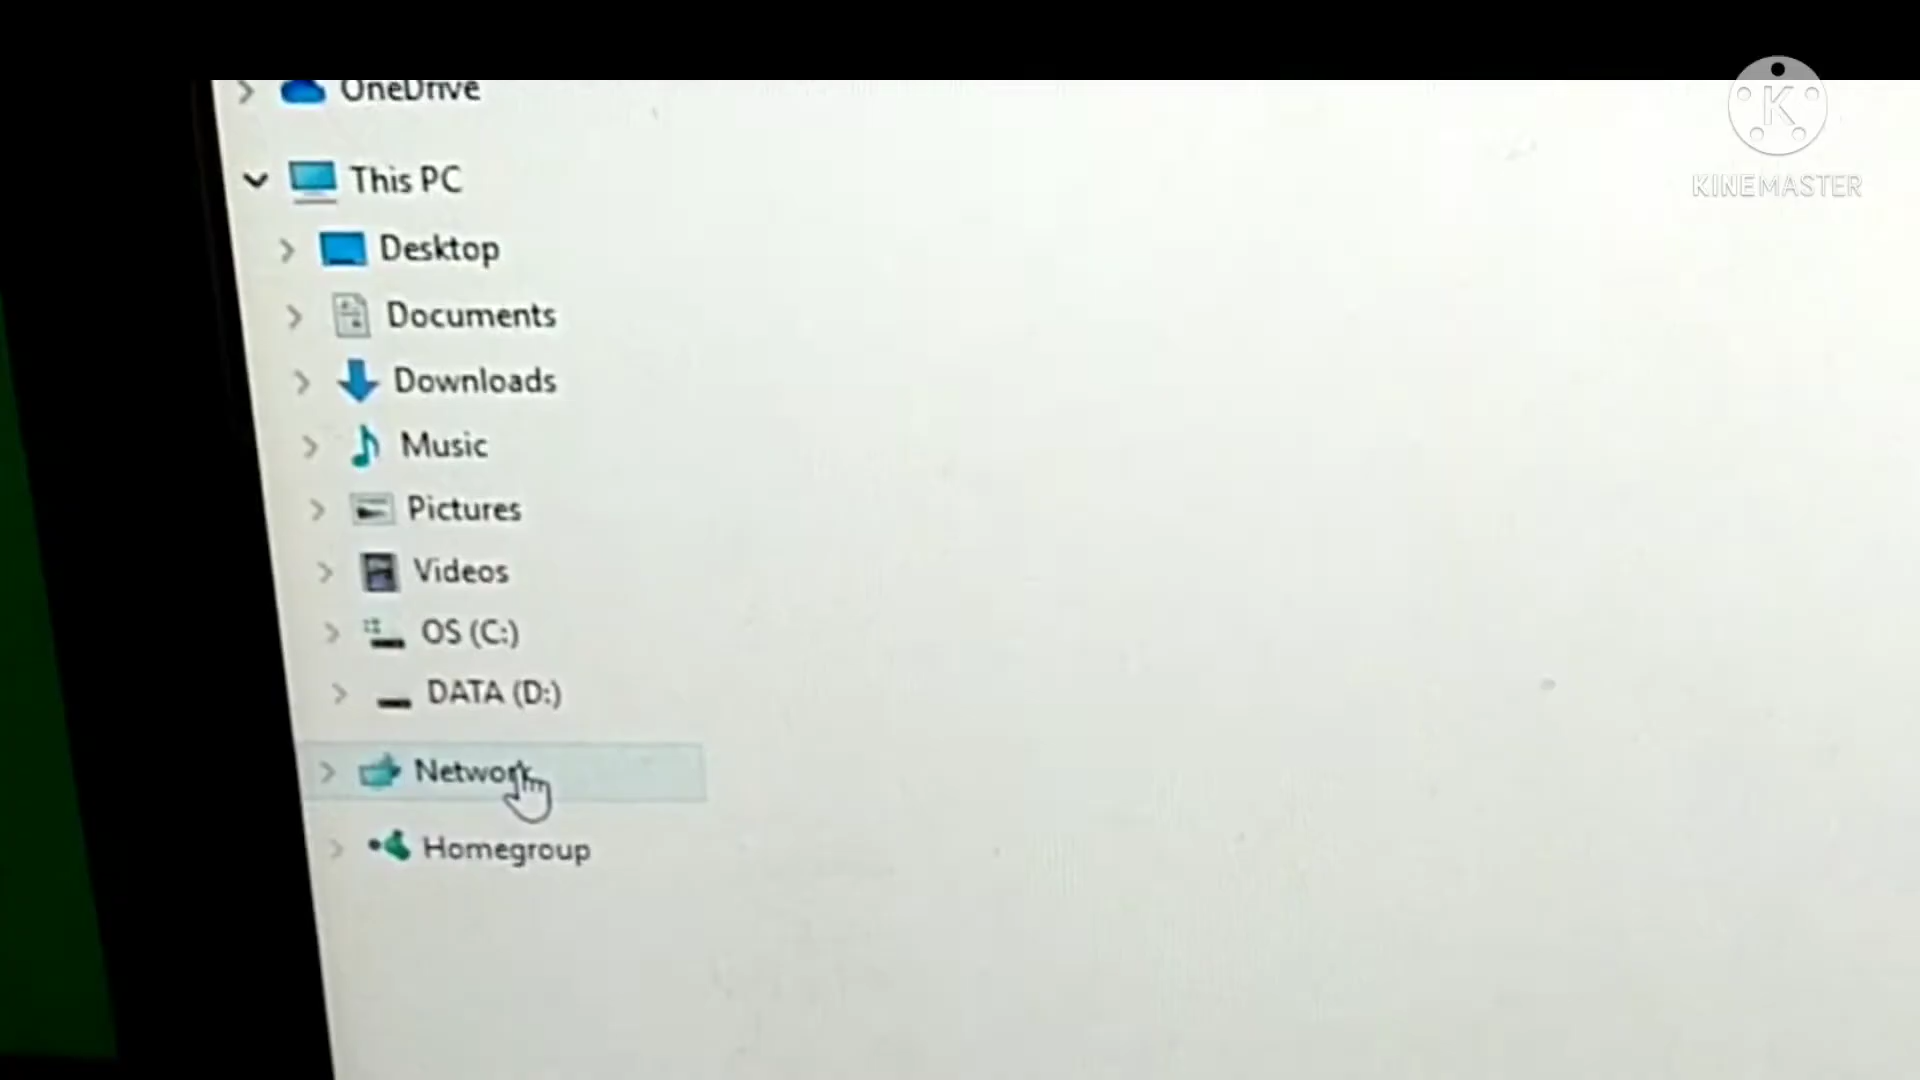 OneDrive
This PC
Desktop
Documents
Downloads
Music
Pictures
Videos
OS (C:)
DATA (D:)
Network
Homegroup
K
KINEMASTER